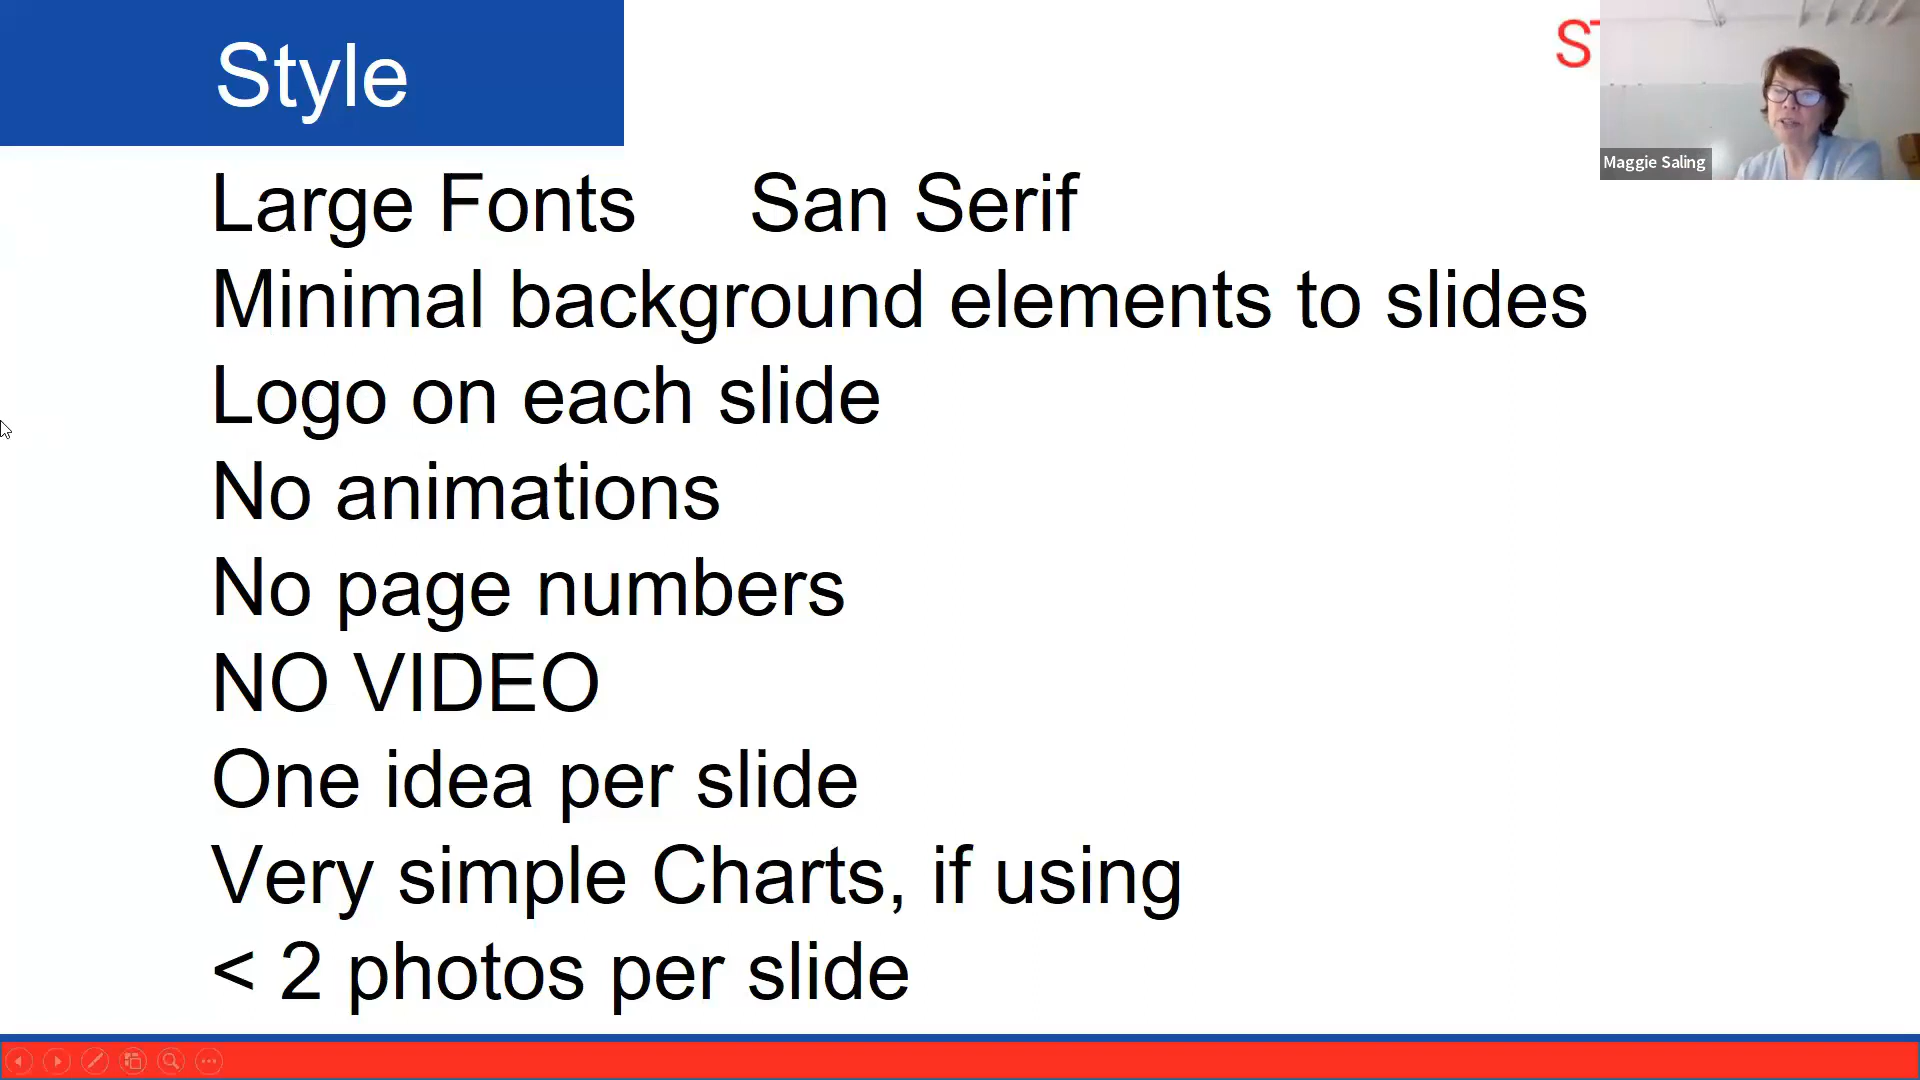 Style
Maggie Saling
Large Fonts San Serif
Minimal background elements to slides
Logo on each slide
No animations
No page numbers
NO VIDEO
One idea per slide
Very simple Charts, if using
< 2 photos per slide